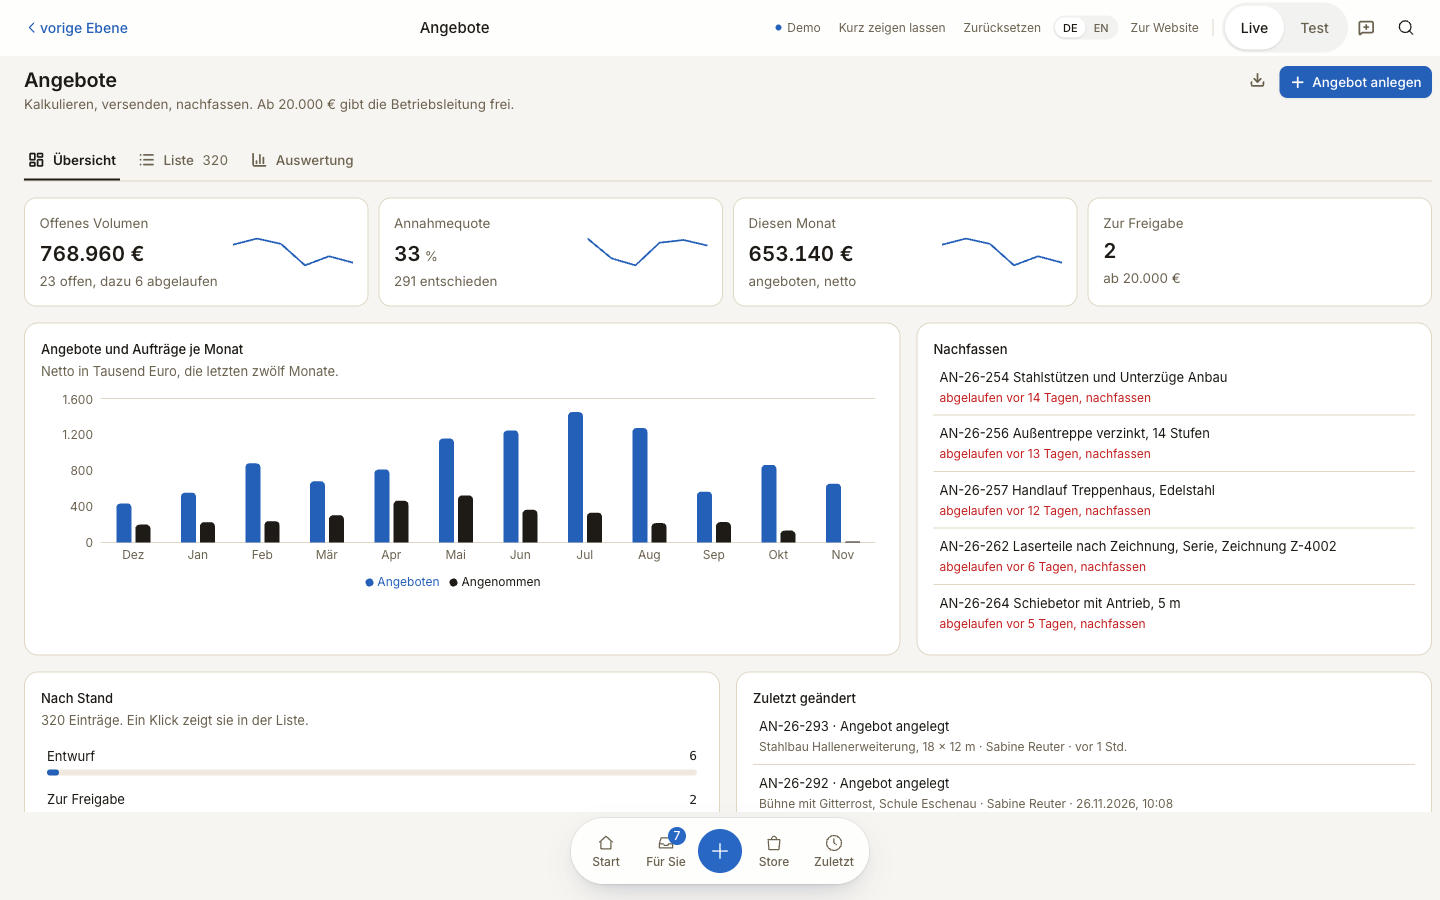 vorige Ebene
Angebote
Demo
Kurz zeigen lassen
Zurücksetzen
DE
EN
Zur Website
Live
Test
Angebote
Kalkulieren, versenden, nachfassen. Ab 20.000 € gibt die Betriebsleitung frei.
Angebot anlegen
Übersicht
Liste 320
Auswertung
Offenes Volumen
768.960 €
23 offen, dazu 6 abgelaufen
Annahmequote
33 %
291 entschieden
Diesen Monat
653.140 €
angeboten, netto
Zur Freigabe
2
ab 20.000 €
Angebote und Aufträge je Monat
Netto in Tausend Euro, die letzten zwölf Monate.
1.600
1.200
800
400
0
Dez Jan Feb Mär Apr Mai Jun Jul Aug Sep Okt Nov
Angeboten Angenommen
Nachfassen
AN-26-254 Stahlstützen und Unterzüge Anbau
abgelaufen vor 14 Tagen, nachfassen
AN-26-256 Außentreppe verzinkt, 14 Stufen
abgelaufen vor 13 Tagen, nachfassen
AN-26-257 Handlauf Treppenhaus, Edelstahl
abgelaufen vor 12 Tagen, nachfassen
AN-26-262 Laserteile nach Zeichnung, Serie, Zeichnung Z-4002
abgelaufen vor 6 Tagen, nachfassen
AN-26-264 Schiebetor mit Antrieb, 5 m
abgelaufen vor 5 Tagen, nachfassen
Nach Stand
320 Einträge. Ein Klick zeigt sie in der Liste.
Entwurf 6
Zur Freigabe 2
Zuletzt geändert
AN-26-293 · Angebot angelegt
Stahlbau Hallenerweiterung, 18 × 12 m · Sabine Reuter · vor 1 Std.
AN-26-292 · Angebot angelegt
Bühne mit Gitterrost, Schule Eschenau · Sabine Reuter · 26.11.2026, 10:08
Start
7
Für Sie
Store
Zuletzt